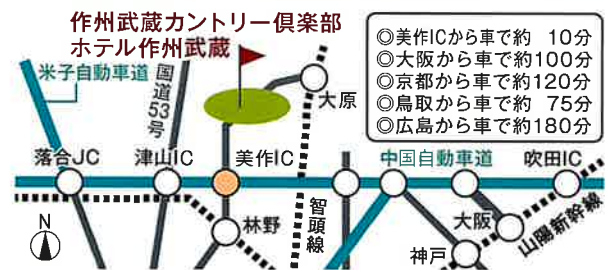 作州武蔵カントリー倶楽部
ホテル作州武蔵
◎美作ICから車で約 10分
◎大阪から車で約100分
◎京都から車で約120分
◎鳥取から車で約 75分
◎広島から車で約180分
米子自動車道
国道53号
大原
落合JC
津山IC
美作IC
中国自動車道
吹田IC
N
林野
智頭線
大阪
神戸
山陽新幹線